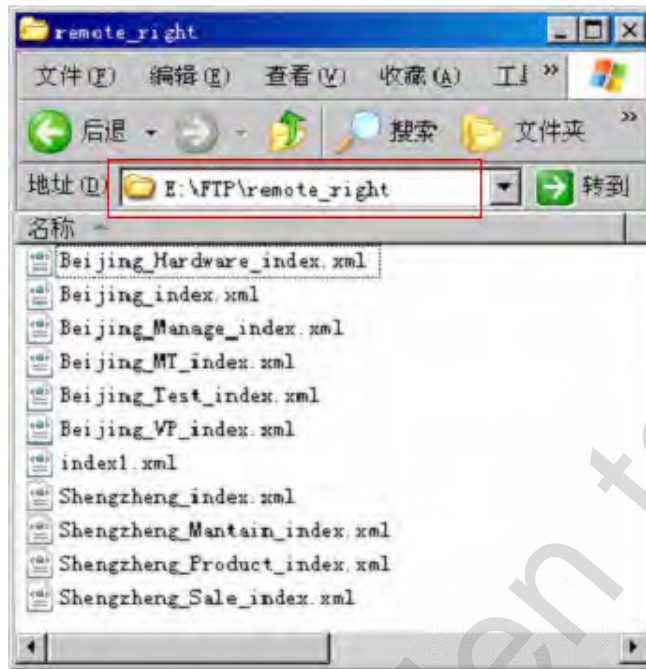 remote_right
文件(F) 编辑(E) 查看(V) 收藏(A) 工具 »
后退 搜索 文件夹 »
地址(D) E:\FTP\remote_right 转到
名称
Beijing_Hardware_index.xml
Beijing_index.xml
Beijing_Manage_index.xml
Beijing_MT_index.xml
Beijing_Test_index.xml
Beijing_VP_index.xml
index1.xml
Shengzheng_index.xml
Shengzheng_Mantain_index.xml
Shengzheng_Product_index.xml
Shengzheng_Sale_index.xml